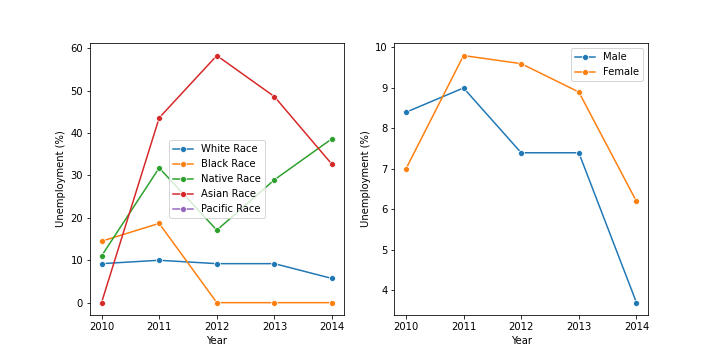 60
50
40
30
20
10
0
Unemployment (%)
White Race
Black Race
Native Race
Asian Race
Pacific Race
2010 2011 2012 2013 2014
Year
10
9
8
7
6
5
4
Unemployment (%)
Male
Female
2010 2011 2012 2013 2014
Year